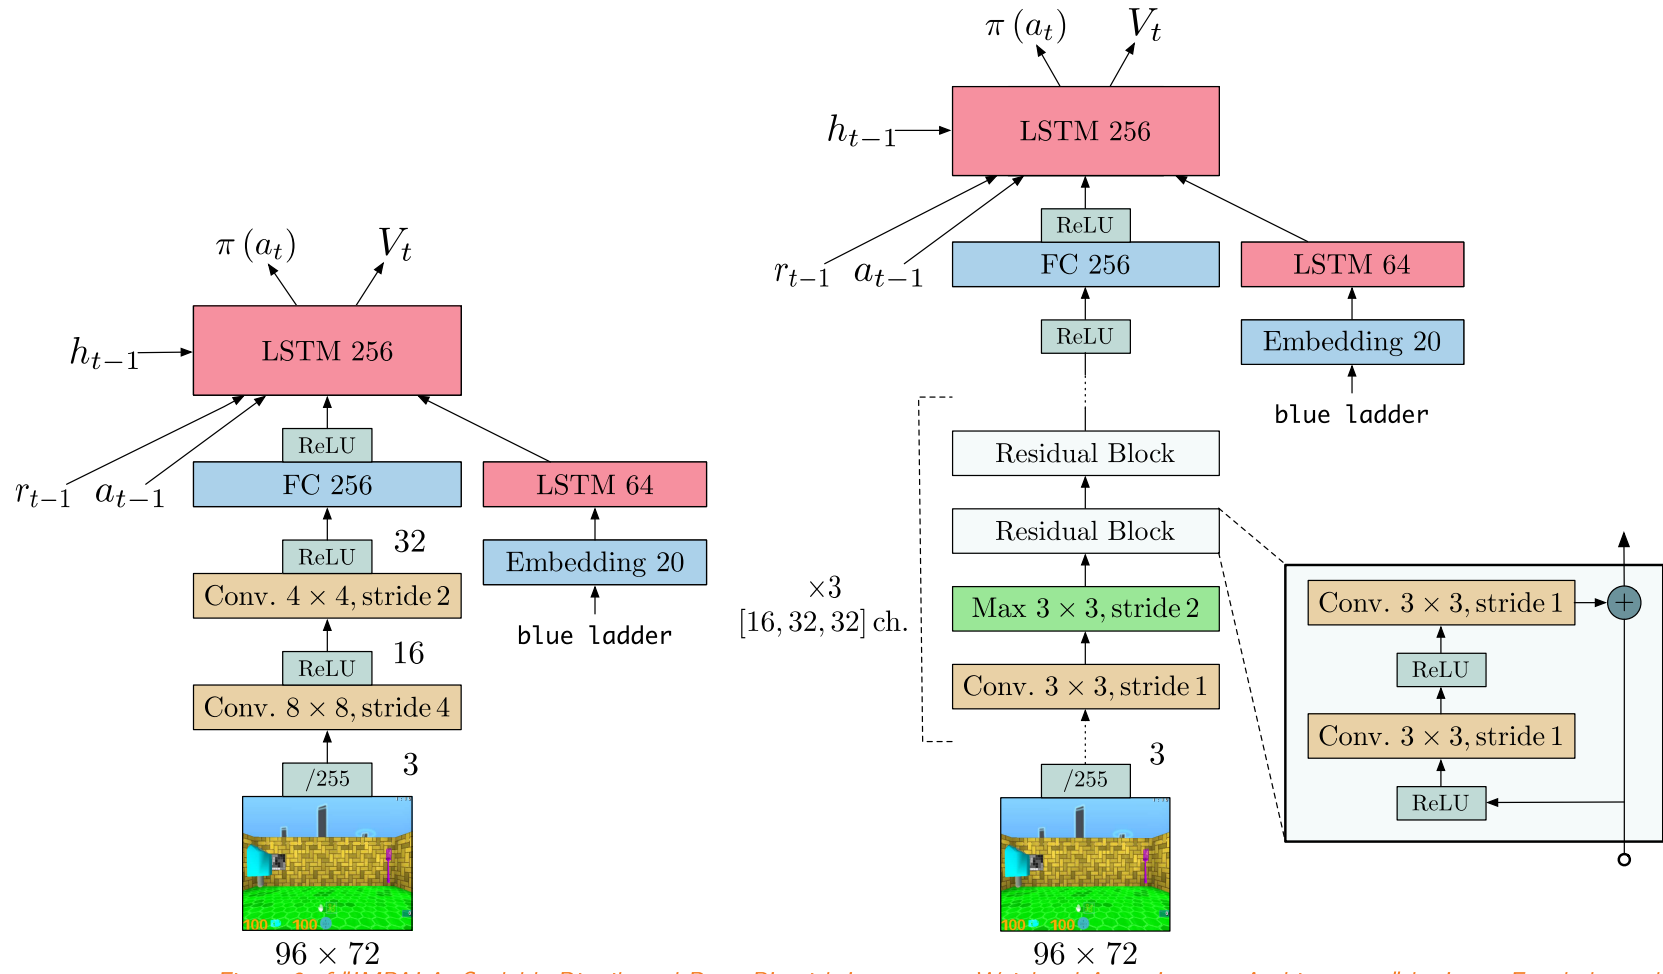 π (a_t) V_t
h_{t−1}
LSTM 256
r_{t−1} a_{t−1}
ReLU
FC 256
LSTM 64
ReLU 32
Conv. 4 × 4, stride 2
Embedding 20
blue ladder
ReLU 16
Conv. 8 × 8, stride 4
/255 3
100 100
96 × 72
π (a_t) V_t
h_{t−1}
LSTM 256
r_{t−1} a_{t−1}
ReLU
FC 256
LSTM 64
ReLU
Embedding 20
blue ladder
Residual Block
Residual Block
×3
[16, 32, 32] ch.
Max 3 × 3, stride 2
Conv. 3 × 3, stride 1
/255 3
100 100
96 × 72
Conv. 3 × 3, stride 1
+
ReLU
Conv. 3 × 3, stride 1
ReLU